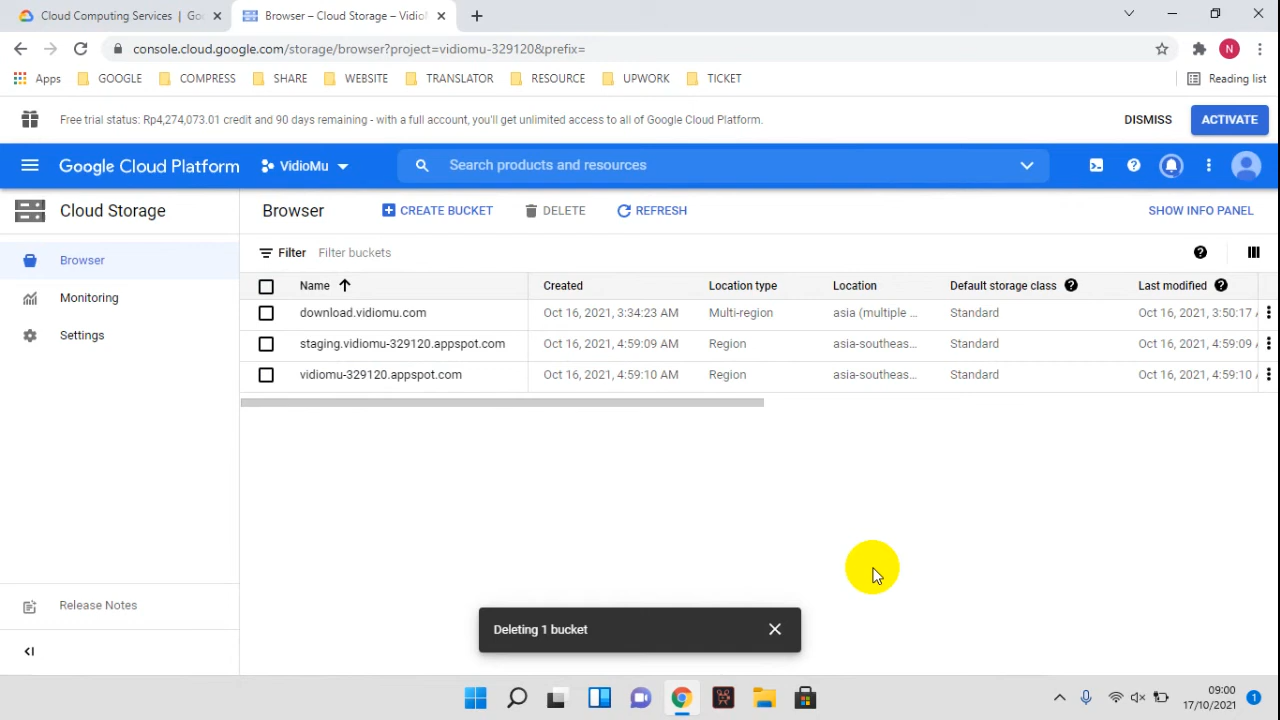 Cloud Computing Services | Goo
Browser – Cloud Storage – VidioM
console.cloud.google.com/storage/browser?project=vidiomu-329120&prefix=
N
Apps GOOGLE COMPRESS SHARE WEBSITE TRANSLATOR RESOURCE UPWORK TICKET Reading list
Free trial status: Rp4,274,073.01 credit and 90 days remaining - with a full account, you'll get unlimited access to all of Google Cloud Platform. DISMISS ACTIVATE
Google Cloud Platform VidioMu Search products and resources
Cloud Storage Browser CREATE BUCKET DELETE REFRESH SHOW INFO PANEL
Browser
Monitoring
Settings
Filter Filter buckets
Name Created Location type Location Default storage class Last modified
download.vidiomu.com Oct 16, 2021, 3:34:23 AM Multi-region asia (multiple ... Standard Oct 16, 2021, 3:50:17
staging.vidiomu-329120.appspot.com Oct 16, 2021, 4:59:09 AM Region asia-southeas... Standard Oct 16, 2021, 4:59:09
vidiomu-329120.appspot.com Oct 16, 2021, 4:59:10 AM Region asia-southeas... Standard Oct 16, 2021, 4:59:10
Release Notes
Deleting 1 bucket
09:00
17/10/2021
1